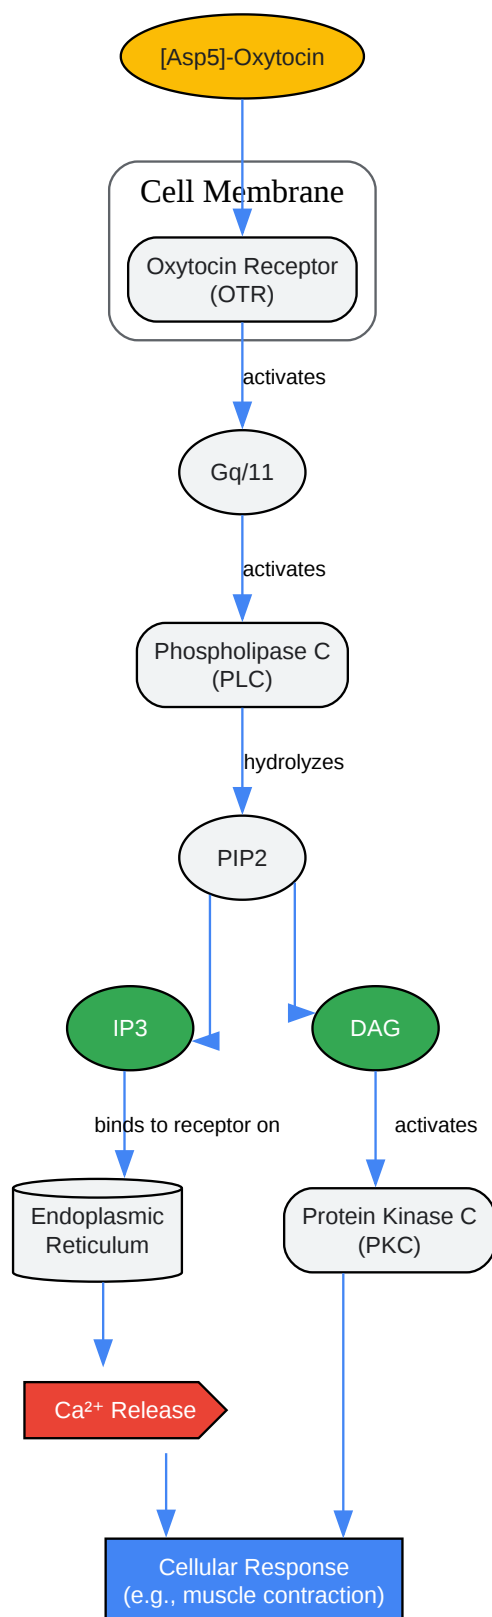 [Asp5]-Oxytocin
Cell Membrane
Oxytocin Receptor
(OTR)
activates
Gq/11
activates
Phospholipase C
(PLC)
hydrolyzes
PIP2
IP3
DAG
binds to receptor on
activates
Endoplasmic
Reticulum
Protein Kinase C
(PKC)
Ca²⁺ Release
Cellular Response
(e.g., muscle contraction)